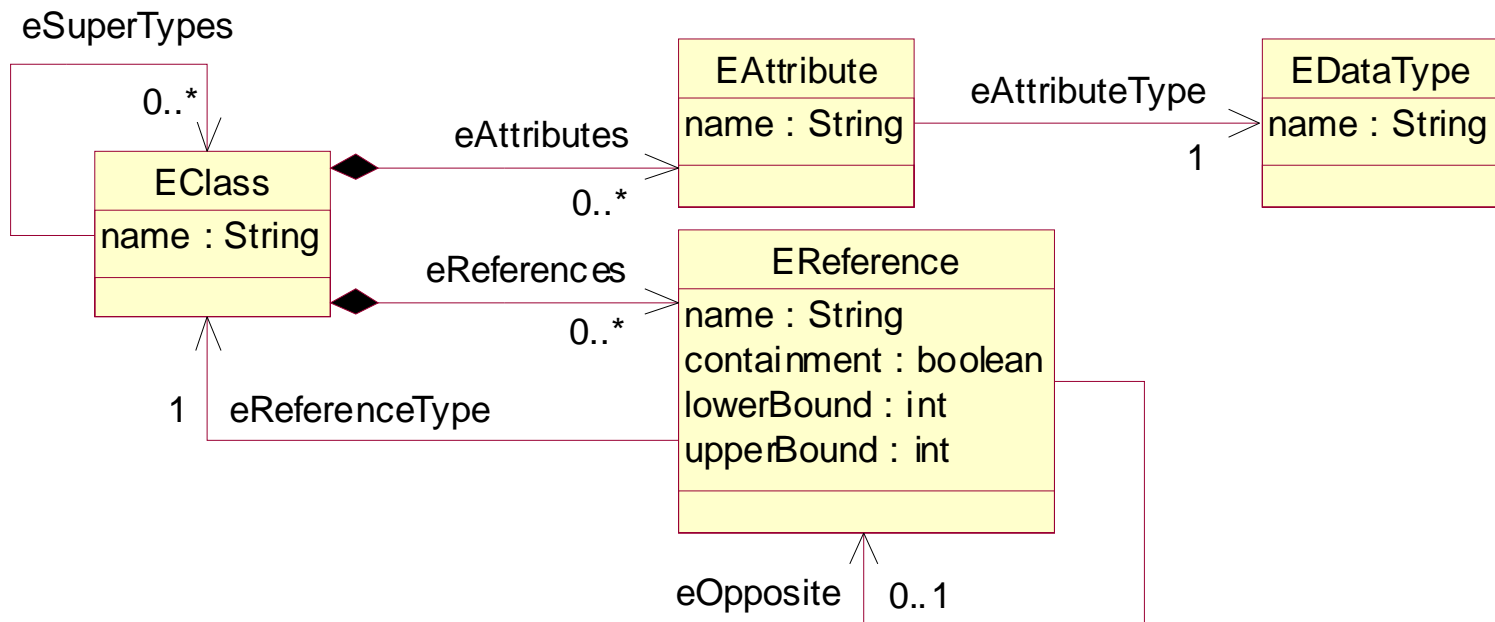 eSuperTypes
0..*
EClass
name : String
eAttributes
0..*
EAttribute
name : String
eAttributeType
1
EDataType
name : String
eReferences
0..*
EReference
name : String
containment : boolean
lowerBound : int
upperBound : int
1
eReferenceType
eOpposite
0..1